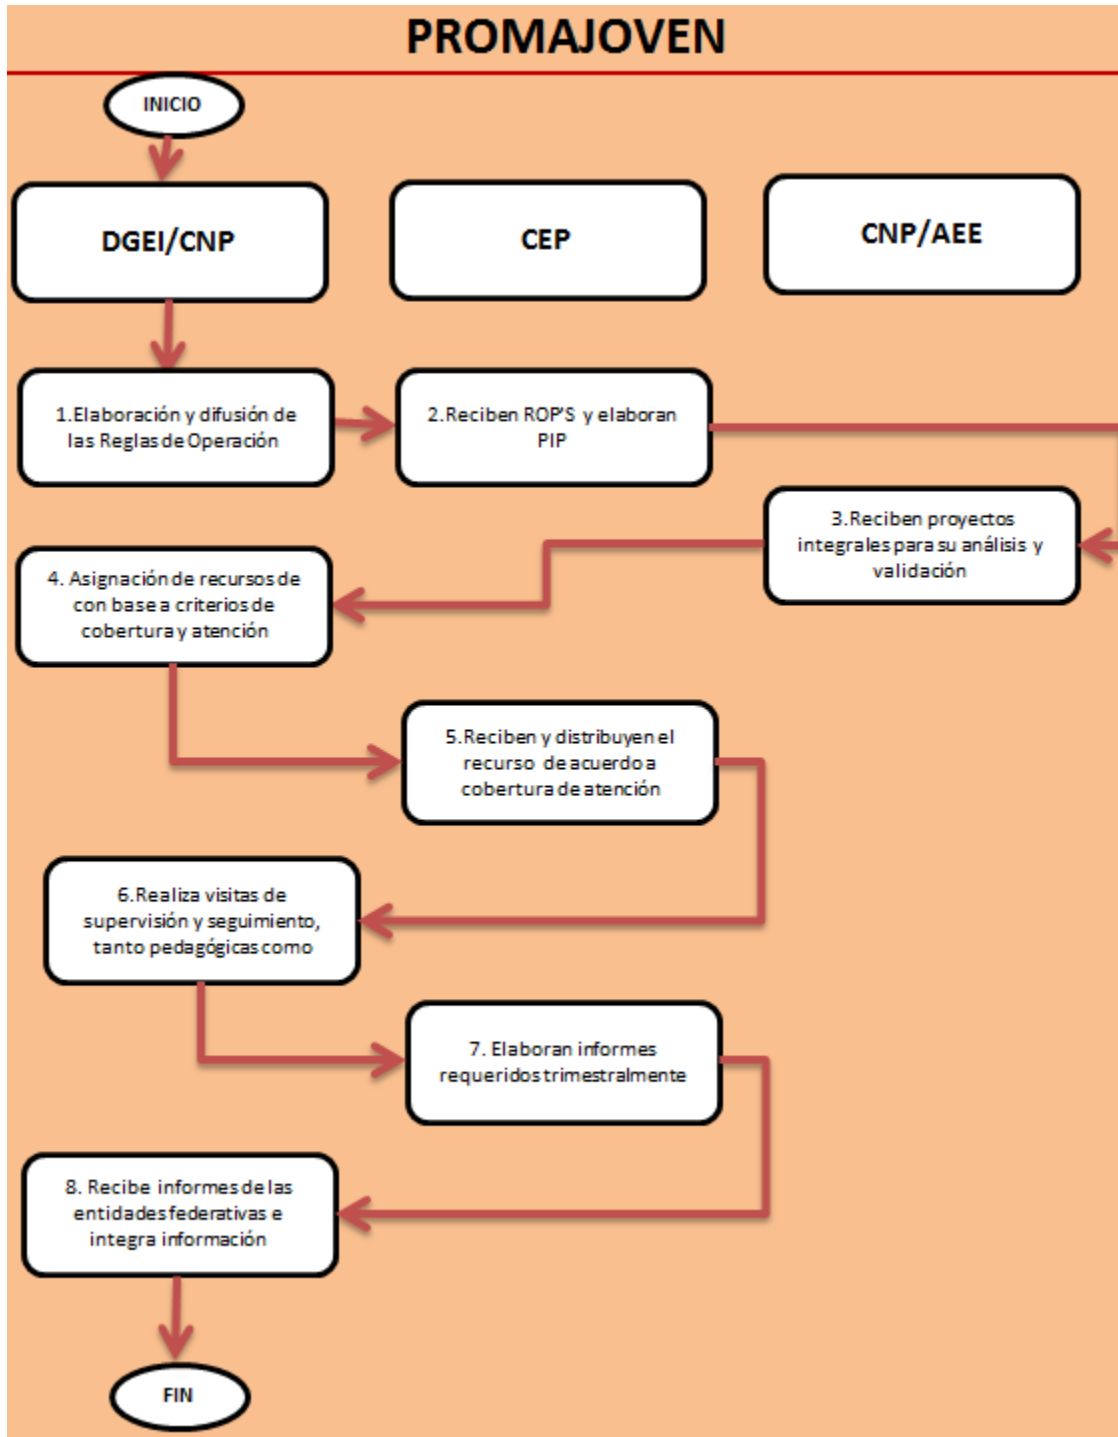 PROMAJOVEN
INICIO
DGEI/CNP
CEP
CNP/AEE
1.Elaboración y difusión de
las Reglas de Operación
2.Reciben ROP'S y elaboran
PIP
3.Reciben proyectos
integrales para su análisis y
validación
4. Asignación de recursos de
con base a criterios de
cobertura y atención
5.Reciben y distribuyen el
recurso de acuerdo a
cobertura de atención
6.Realiza visitas de
supervisión y seguimiento,
tanto pedagógicas como
7. Elaboran informes
requeridos trimestralmente
8. Recibe informes de las
entidades federativas e
integra información
FIN